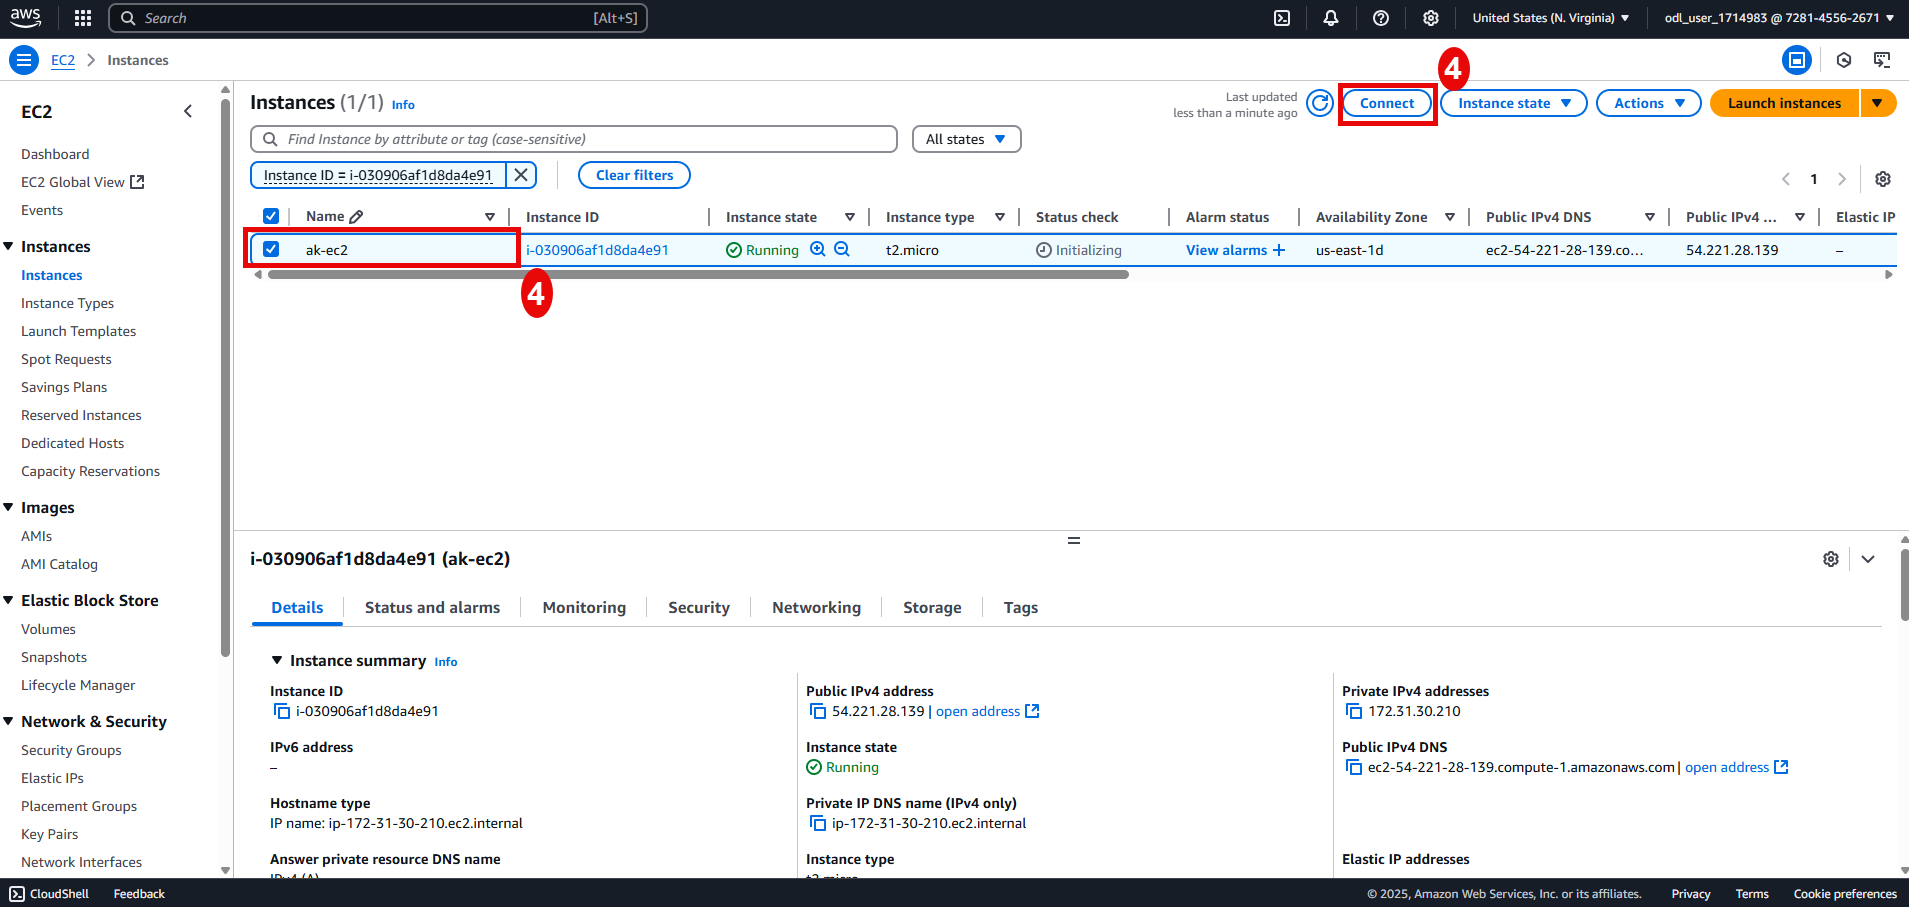 aws
Search [Alt+S]
United States (N. Virginia) odl_user_1714983 @ 7281-4556-2671
EC2 Instances
4
EC2
Dashboard
EC2 Global View
Events
Instances
Instances
Instance Types
Launch Templates
Spot Requests
Savings Plans
Reserved Instances
Dedicated Hosts
Capacity Reservations
Images
AMIs
AMI Catalog
Elastic Block Store
Volumes
Snapshots
Lifecycle Manager
Network & Security
Security Groups
Elastic IPs
Placement Groups
Key Pairs
Network Interfaces
Instances (1/1) Info
Last updated
less than a minute ago
Connect Instance state Actions Launch instances
Find Instance by attribute or tag (case-sensitive) All states
Instance ID = i-030906af1d8da4e91 Clear filters
1
Name Instance ID Instance state Instance type Status check Alarm status Availability Zone Public IPv4 DNS Public IPv4 ... Elastic IP
ak-ec2 i-030906af1d8da4e91 Running t2.micro Initializing View alarms + us-east-1d ec2-54-221-28-139.co... 54.221.28.139 –
4
i-030906af1d8da4e91 (ak-ec2)
Details Status and alarms Monitoring Security Networking Storage Tags
Instance summary Info
Instance ID
i-030906af1d8da4e91
Public IPv4 address
54.221.28.139 | open address
Private IPv4 addresses
172.31.30.210
IPv6 address
–
Instance state
Running
Public IPv4 DNS
ec2-54-221-28-139.compute-1.amazonaws.com | open address
Hostname type
IP name: ip-172-31-30-210.ec2.internal
Private IP DNS name (IPv4 only)
ip-172-31-30-210.ec2.internal
Answer private resource DNS name
IPv4 (A)
Instance type
t2.micro
Elastic IP addresses
CloudShell Feedback
© 2025, Amazon Web Services, Inc. or its affiliates. Privacy Terms Cookie preferences